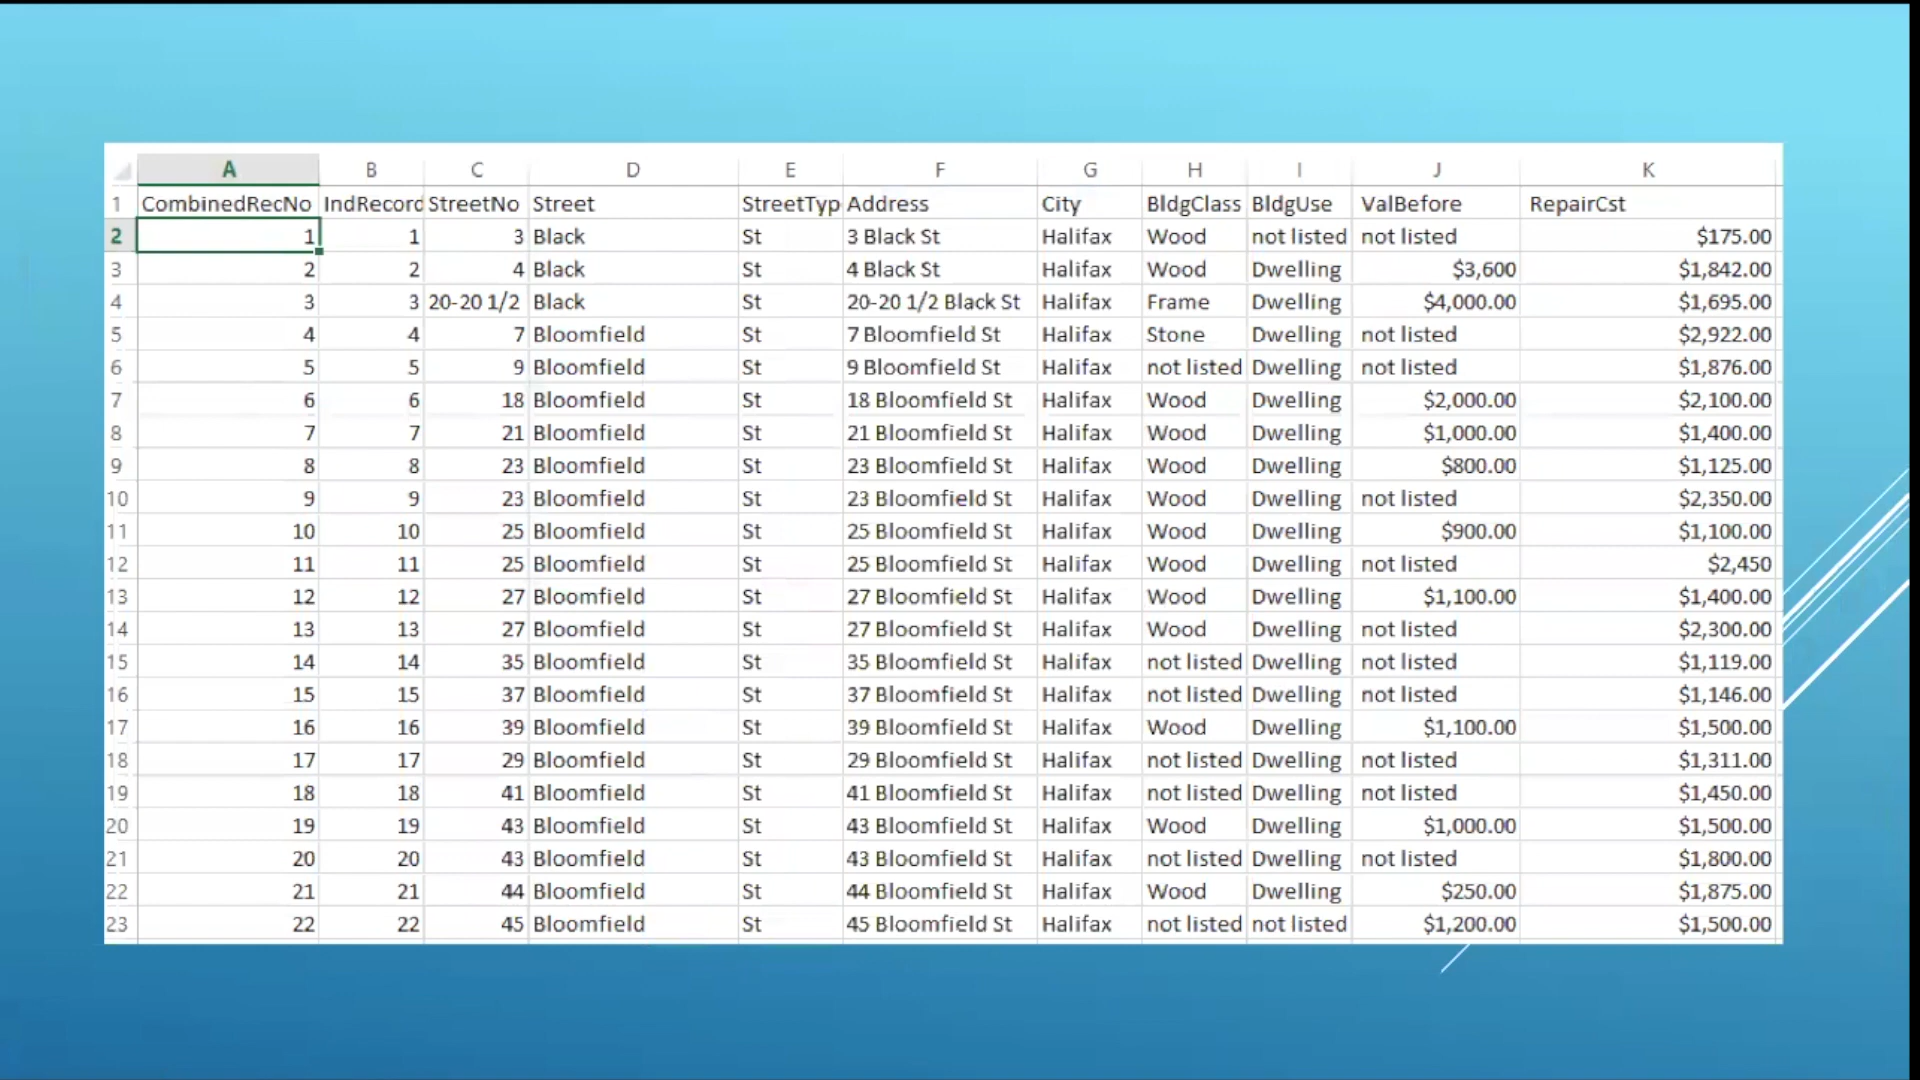 A B C D E F G H I J K
1 CombinedRecNo IndRecord StreetNo Street StreetTyp Address City BldgClass BldgUse ValBefore RepairCst
2 1 1 3 Black St 3 Black St Halifax Wood not listed not listed $175.00
3 2 2 4 Black St 4 Black St Halifax Wood Dwelling $3,600 $1,842.00
4 3 3 20-20 1/2 Black St 20-20 1/2 Black St Halifax Frame Dwelling $4,000.00 $1,695.00
5 4 4 7 Bloomfield St 7 Bloomfield St Halifax Stone Dwelling not listed $2,922.00
6 5 5 9 Bloomfield St 9 Bloomfield St Halifax not listed Dwelling not listed $1,876.00
7 6 6 18 Bloomfield St 18 Bloomfield St Halifax Wood Dwelling $2,000.00 $2,100.00
8 7 7 21 Bloomfield St 21 Bloomfield St Halifax Wood Dwelling $1,000.00 $1,400.00
9 8 8 23 Bloomfield St 23 Bloomfield St Halifax Wood Dwelling $800.00 $1,125.00
10 9 9 23 Bloomfield St 23 Bloomfield St Halifax Wood Dwelling not listed $2,350.00
11 10 10 25 Bloomfield St 25 Bloomfield St Halifax Wood Dwelling $900.00 $1,100.00
12 11 11 25 Bloomfield St 25 Bloomfield St Halifax Wood Dwelling not listed $2,450
13 12 12 27 Bloomfield St 27 Bloomfield St Halifax Wood Dwelling $1,100.00 $1,400.00
14 13 13 27 Bloomfield St 27 Bloomfield St Halifax Wood Dwelling not listed $2,300.00
15 14 14 35 Bloomfield St 35 Bloomfield St Halifax not listed Dwelling not listed $1,119.00
16 15 15 37 Bloomfield St 37 Bloomfield St Halifax not listed Dwelling not listed $1,146.00
17 16 16 39 Bloomfield St 39 Bloomfield St Halifax Wood Dwelling $1,100.00 $1,500.00
18 17 17 29 Bloomfield St 29 Bloomfield St Halifax not listed Dwelling not listed $1,311.00
19 18 18 41 Bloomfield St 41 Bloomfield St Halifax not listed Dwelling not listed $1,450.00
20 19 19 43 Bloomfield St 43 Bloomfield St Halifax Wood Dwelling $1,000.00 $1,500.00
21 20 20 43 Bloomfield St 43 Bloomfield St Halifax not listed Dwelling not listed $1,800.00
22 21 21 44 Bloomfield St 44 Bloomfield St Halifax Wood Dwelling $250.00 $1,875.00
23 22 22 45 Bloomfield St 45 Bloomfield St Halifax not listed not listed $1,200.00 $1,500.00